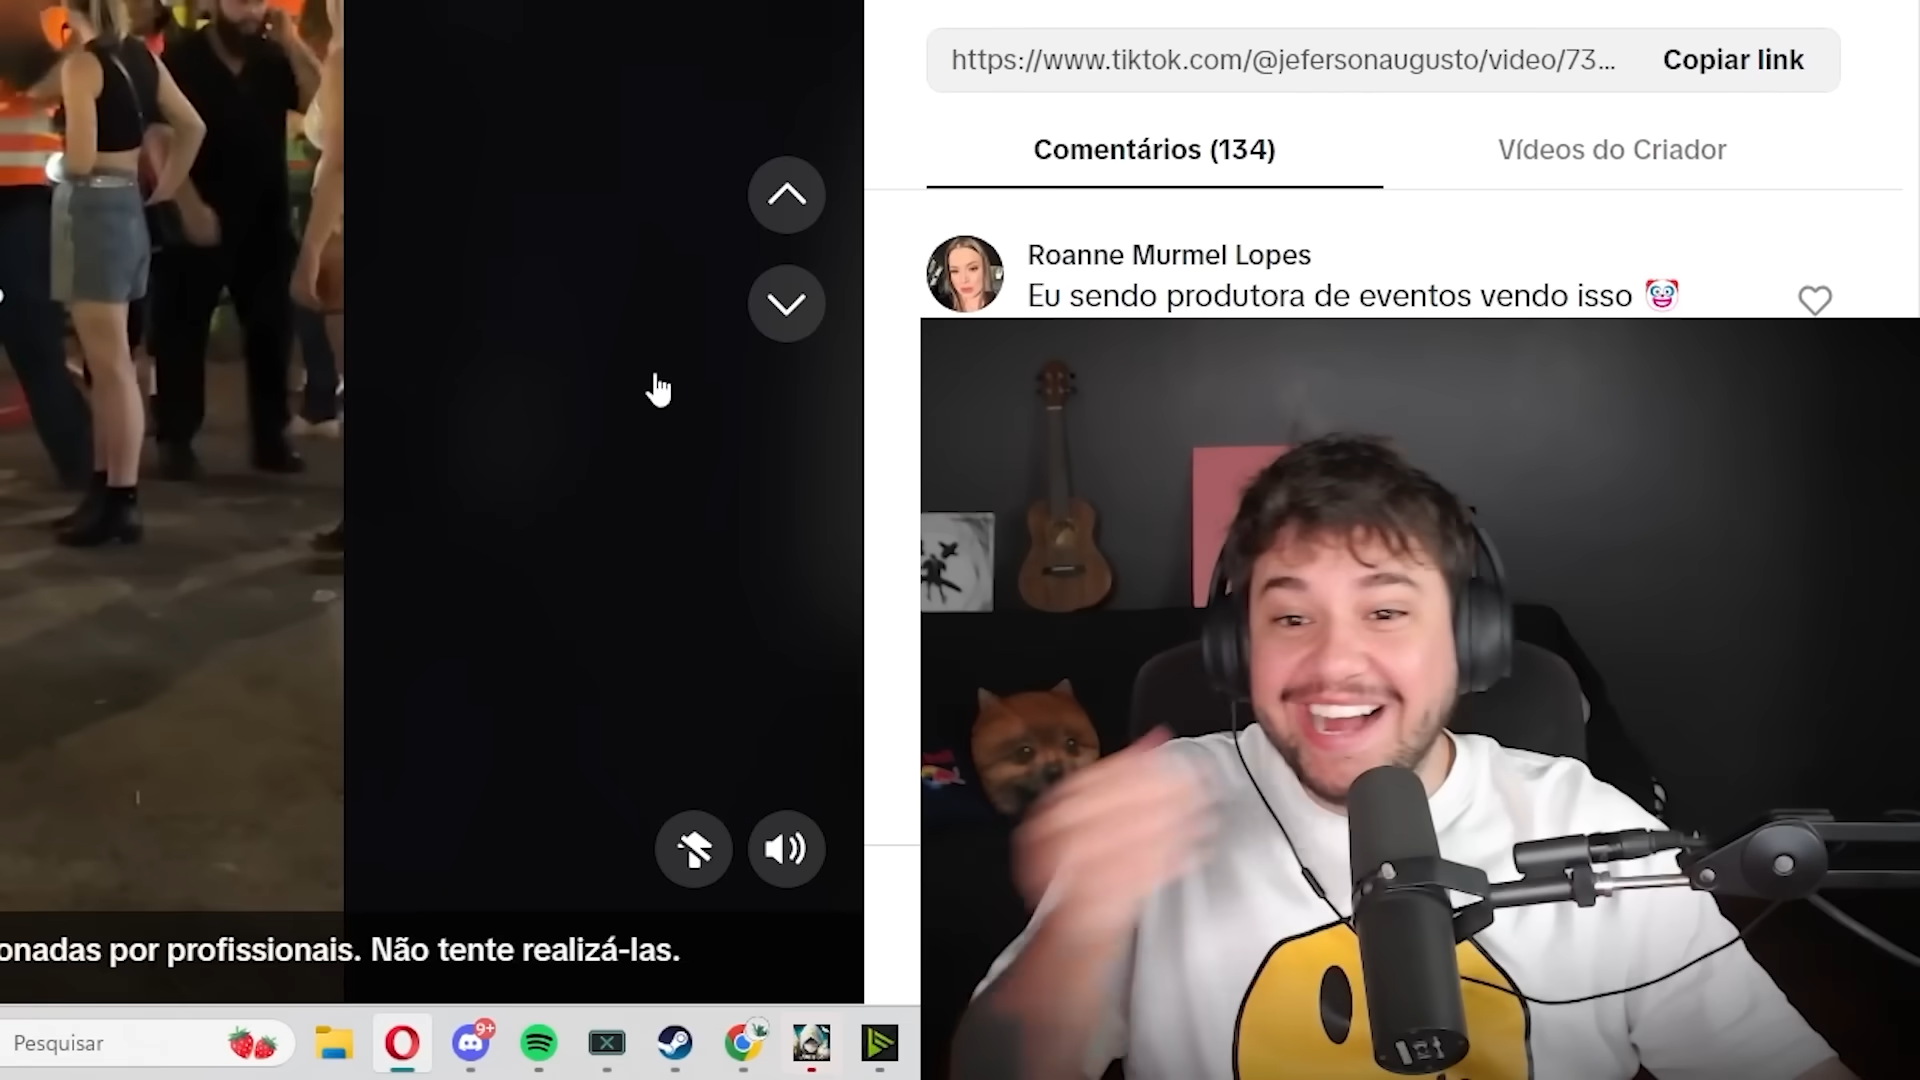 https://www.tiktok.com/@jefersonaugusto/video/73...
Copiar link
Comentários (134)
Vídeos do Criador
Roanne Murmel Lopes
Eu sendo produtora de eventos vendo isso 🤡
onadas por profissionais. Não tente realizá-las.
Pesquisar
9+